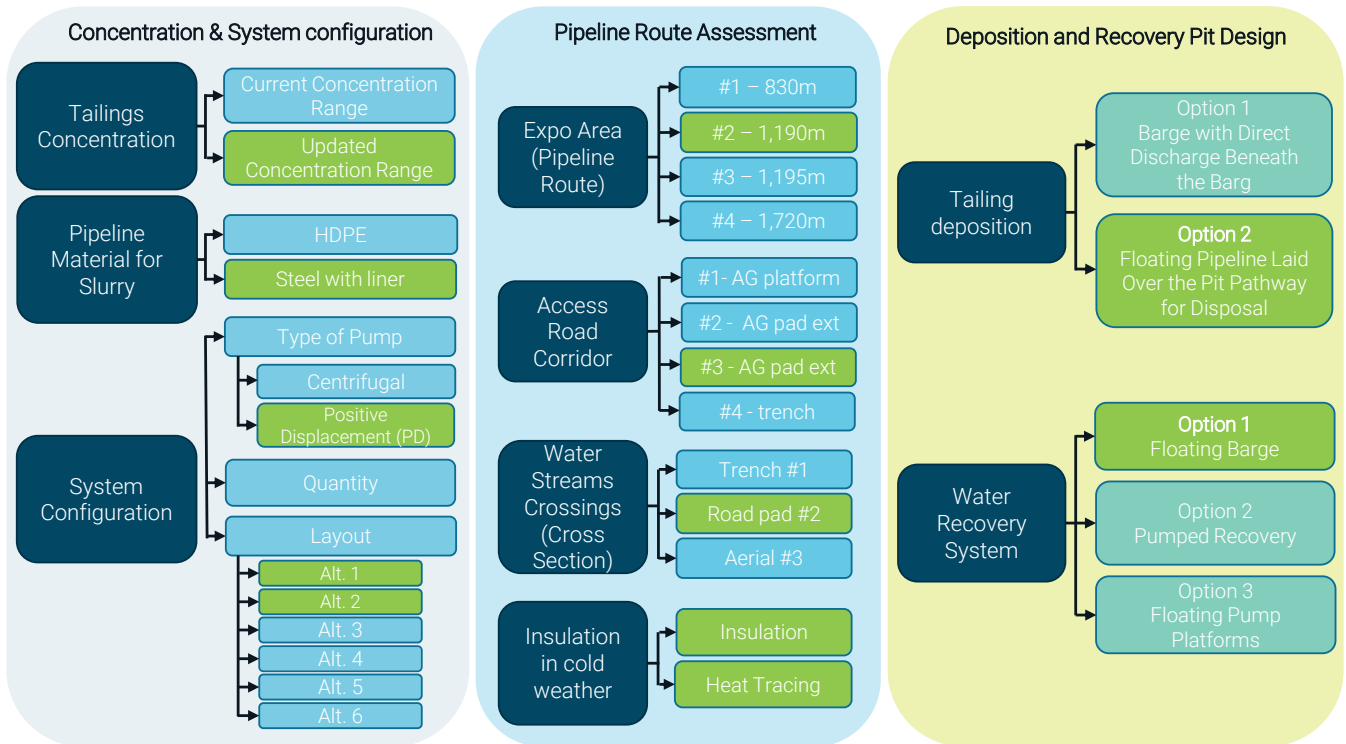 Concentration & System configuration
Tailings
Concentration
Current Concentration
Range
Updated
Concentration Range
Pipeline
Material for
Slurry
HDPE
Steel with liner
System
Configuration
Type of Pump
Centrifugal
Positive
Displacement (PD)
Quantity
Layout
Alt. 1
Alt. 2
Alt. 3
Alt. 4
Alt. 5
Alt. 6
Pipeline Route Assessment
Expo Area
(Pipeline
Route)
#1 – 830m
#2 – 1,190m
#3 – 1,195m
#4 – 1,720m
Access
Road
Corridor
#1- AG platform
#2 -  AG pad ext
#3 - AG pad ext
#4 - trench
Water
Streams
Crossings
(Cross
Section)
Trench #1
Road pad #2
Aerial #3
Insulation
in cold
weather
Insulation
Heat Tracing
Deposition and Recovery Pit Design
Tailing
deposition
Option 1
Barge with Direct
Discharge Beneath
the Barg
Option 2
Floating Pipeline Laid
Over the Pit Pathway
for Disposal
Water
Recovery
System
Option 1
Floating Barge
Option 2
Pumped Recovery
Option 3
Floating Pump
Platforms